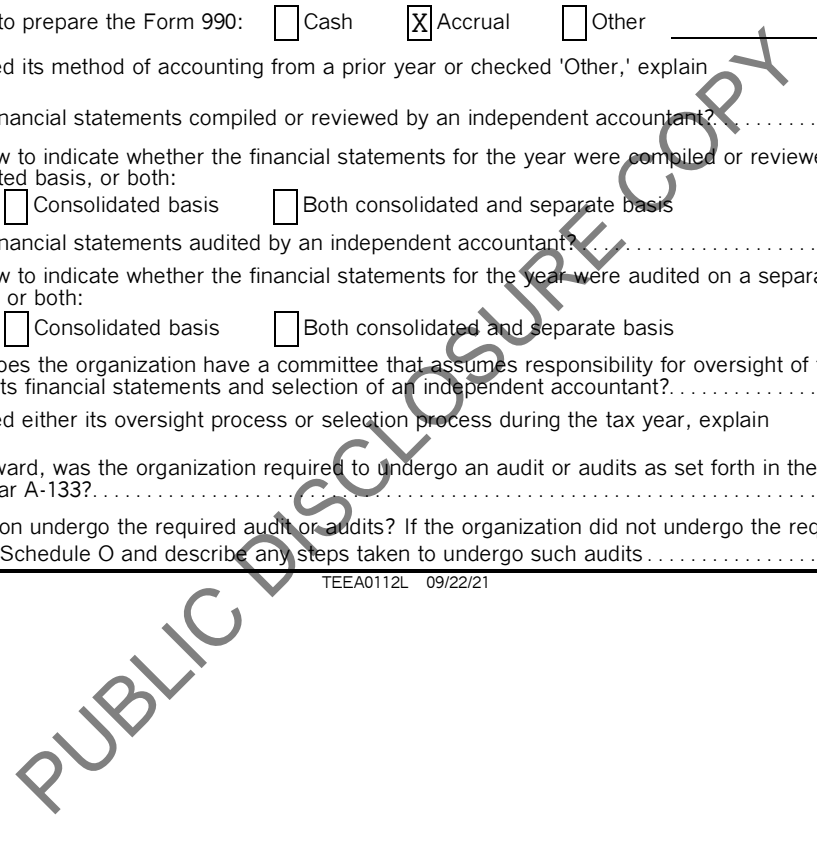 to prepare the Form 990: Cash X Accrual Other
ed its method of accounting from a prior year or checked 'Other,' explain
nancial statements compiled or reviewed by an independent accountant?. . . . . . . . . .
w to indicate whether the financial statements for the year were compiled or reviewe
ted basis, or both:
Consolidated basis Both consolidated and separate basis
nancial statements audited by an independent accountant?. . . . . . . . . . . . . . . . . . . . . .
w to indicate whether the financial statements for the year were audited on a separa
or both:
Consolidated basis Both consolidated and separate basis
oes the organization have a committee that assumes responsibility for oversight of t
ts financial statements and selection of an independent accountant?. . . . . . . . . . . . . .
ed either its oversight process or selection process during the tax year, explain
ward, was the organization required to undergo an audit or audits as set forth in the
ar A-133?. . . . . . . . . . . . . . . . . . . . . . . . . . . . . . . . . . . . . . . . . . . . . . . . . . . . . . . . . . . . . . . . . . . .
on undergo the required audit or audits? If the organization did not undergo the req
Schedule O and describe any steps taken to undergo such audits . . . . . . . . . . . . . . . .
TEEA0112L 09/22/21
PUBLIC DISCLOSURE COPY